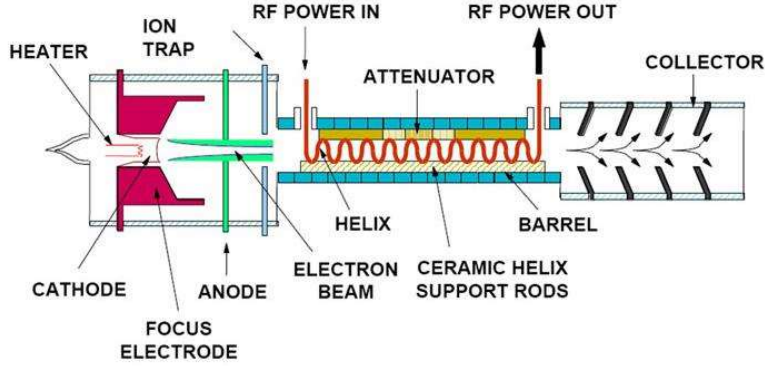 RF POWER IN
RF POWER OUT
ION
TRAP
HEATER
ATTENUATOR
COLLECTOR
HELIX
BARREL
CATHODE
ANODE
ELECTRON
BEAM
CERAMIC HELIX
SUPPORT RODS
FOCUS
ELECTRODE